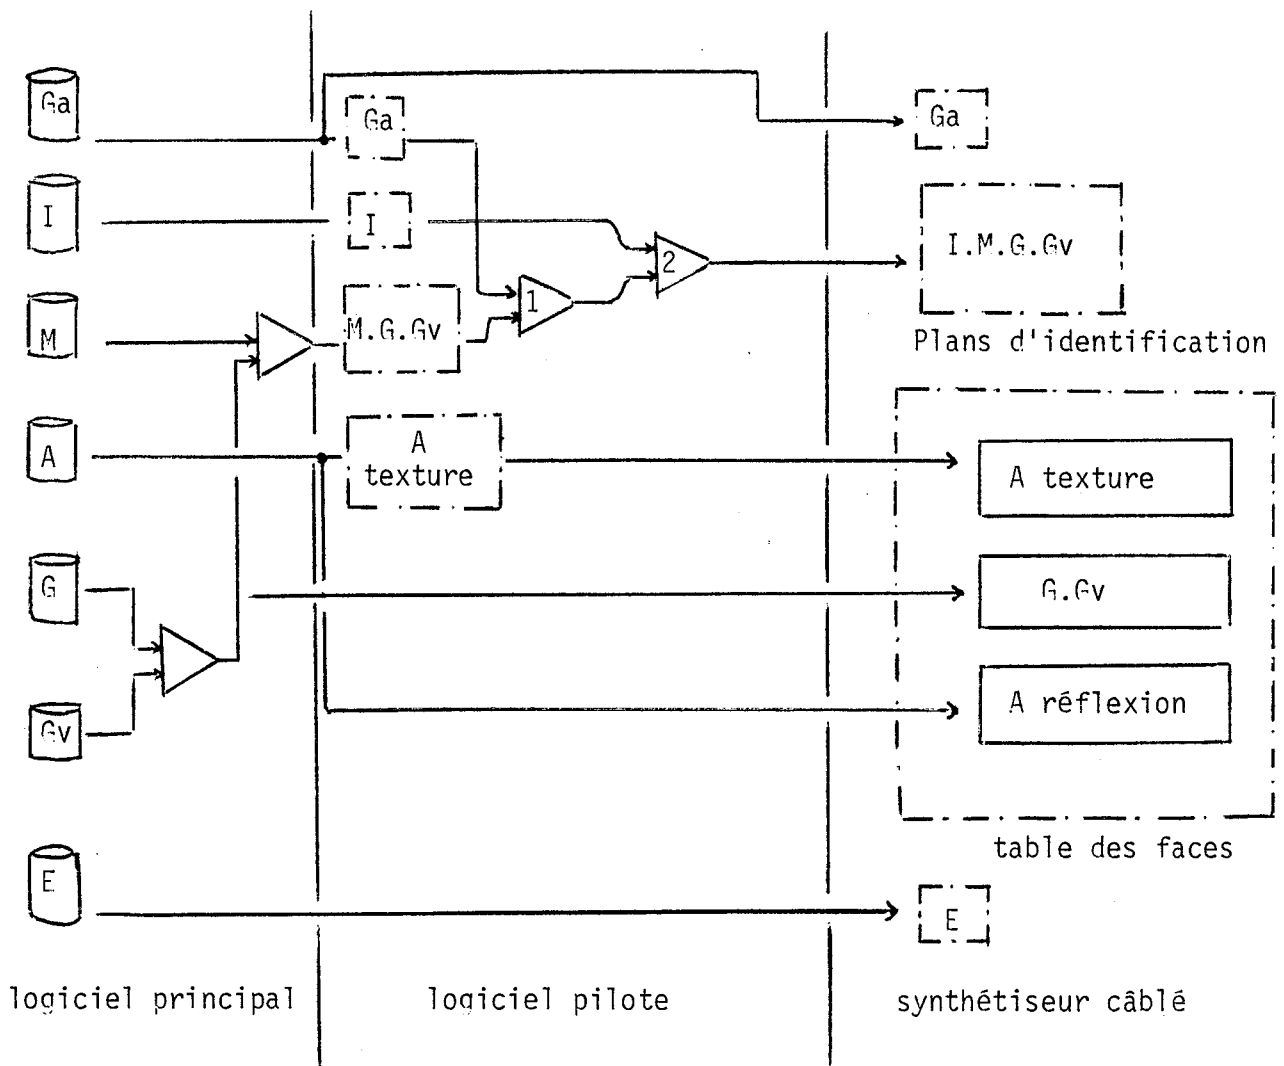 Ga
Ga
Ga
I
I
I.M.G.Gv
2
1
M
M.G.Gv
Plans d'identification
A
A
texture
A texture
G
G.Gv
A réflexion
Gv
table des faces
E
E
logiciel principal
logiciel pilote
synthétiseur câblé